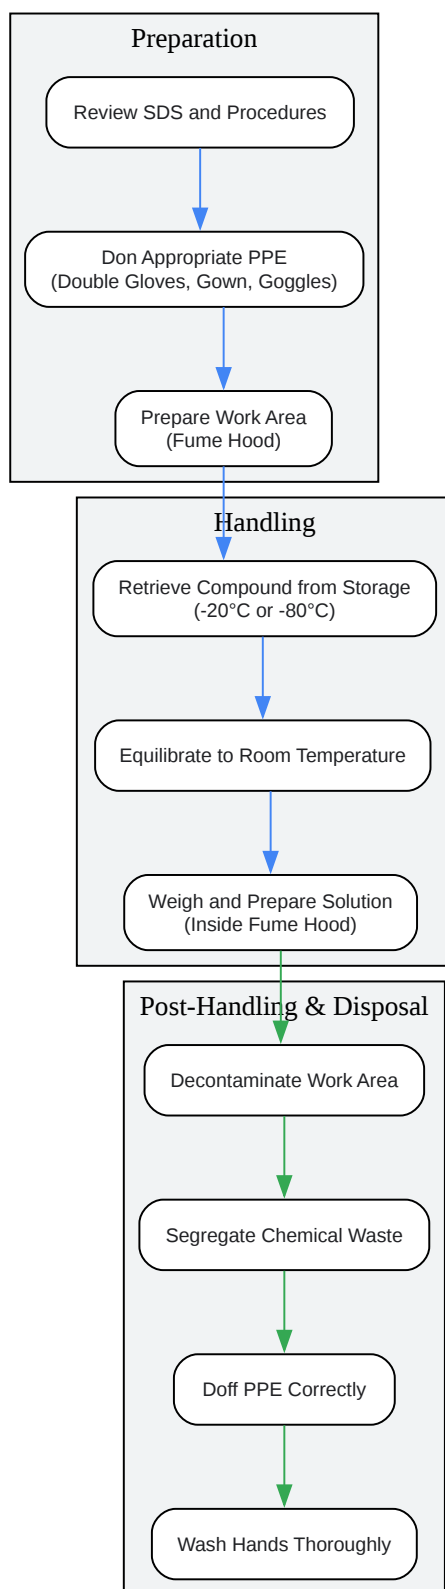 Preparation
Review SDS and Procedures
Don Appropriate PPE
(Double Gloves, Gown, Goggles)
Prepare Work Area
(Fume Hood)
Handling
Retrieve Compound from Storage
(-20°C or -80°C)
Equilibrate to Room Temperature
Weigh and Prepare Solution
(Inside Fume Hood)
Post-Handling & Disposal
Decontaminate Work Area
Segregate Chemical Waste
Doff PPE Correctly
Wash Hands Thoroughly